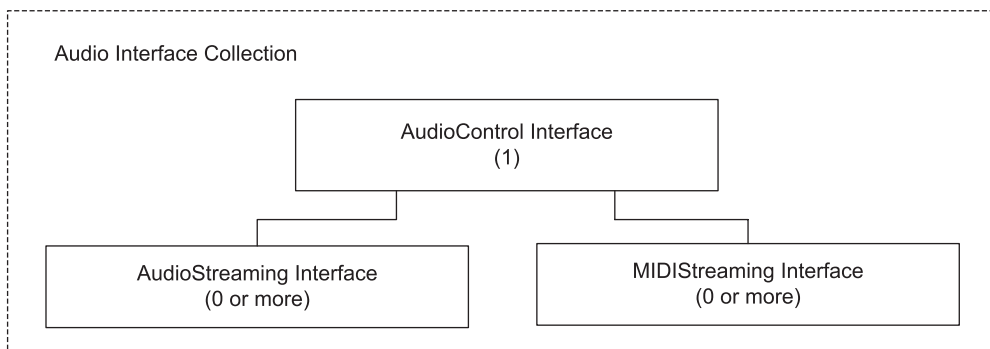 Audio Interface Collection
AudioControl Interface
(1)
AudioStreaming Interface
(0 or more)
MIDIStreaming Interface
(0 or more)